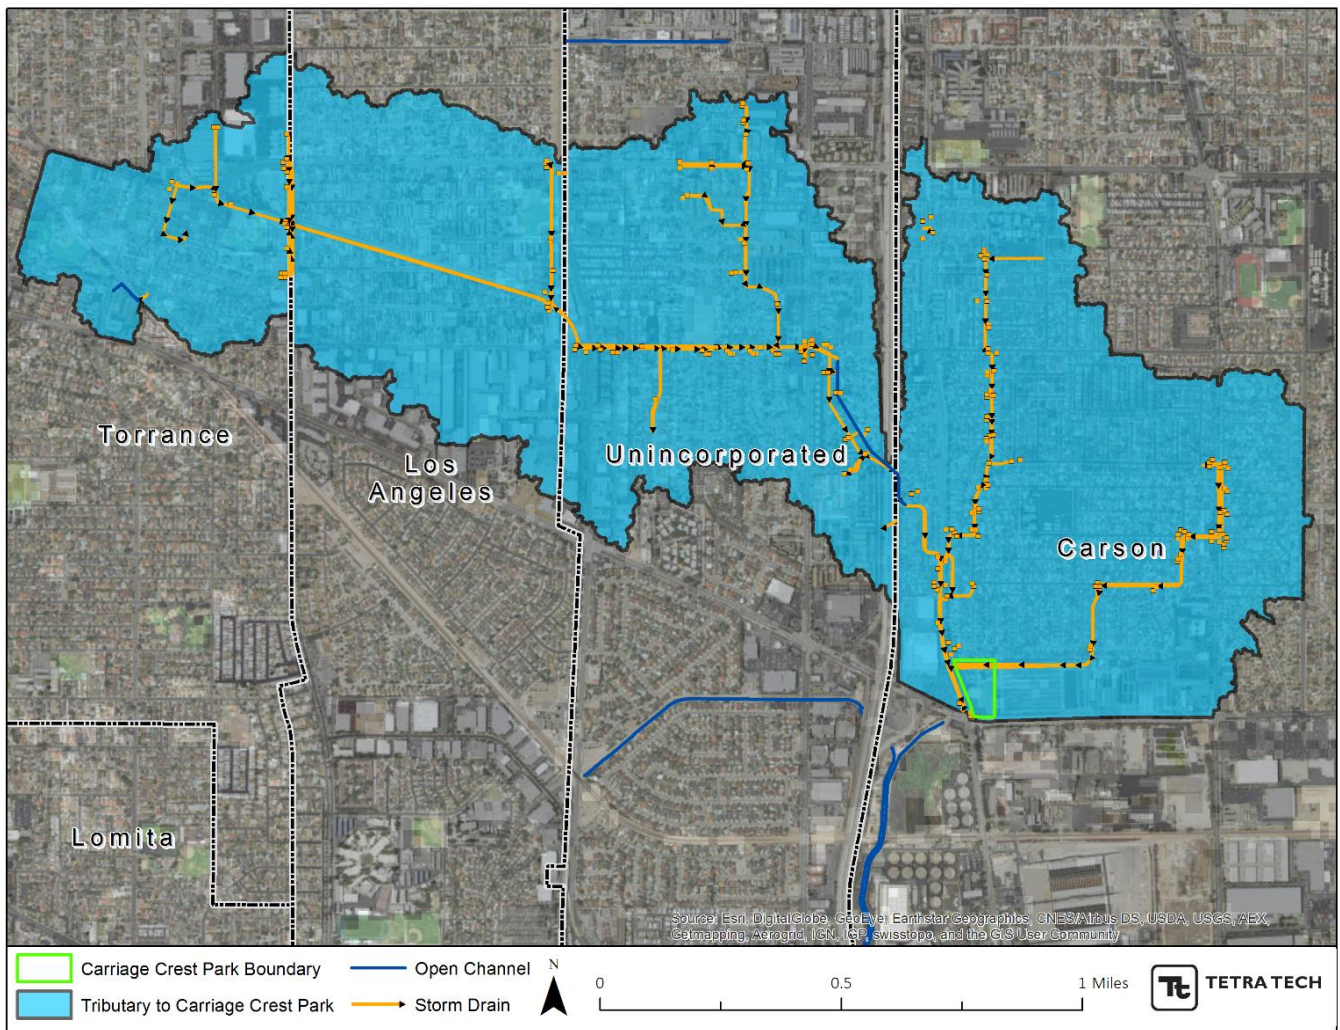 Torrance
Los
Angeles
Unincorporated
Carson
Lomita
Source: Esri, DigitalGlobe, GeoEye, Earthstar Geographics, CNES/Airbus DS, USDA, USGS, AEX,
Getmapping, Aerogrid, IGN, IGP, swisstopo, and the GIS User Community
Carriage Crest Park Boundary
Open Channel
N
Tributary to Carriage Crest Park
Storm Drain
0
0.5
1 Miles
Tt
TETRA TECH